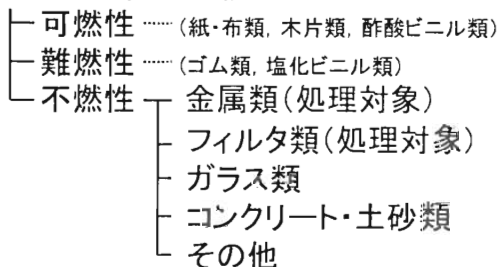 可燃性 …… (紙・布類, 木片類, 酢酸ビニル類)
難燃性 …… (ゴム類, 塩化ビニル類)
不燃性 金属類(処理対象)
フィルタ類(処理対象)
ガラス類
コンクリート・土砂類
その他